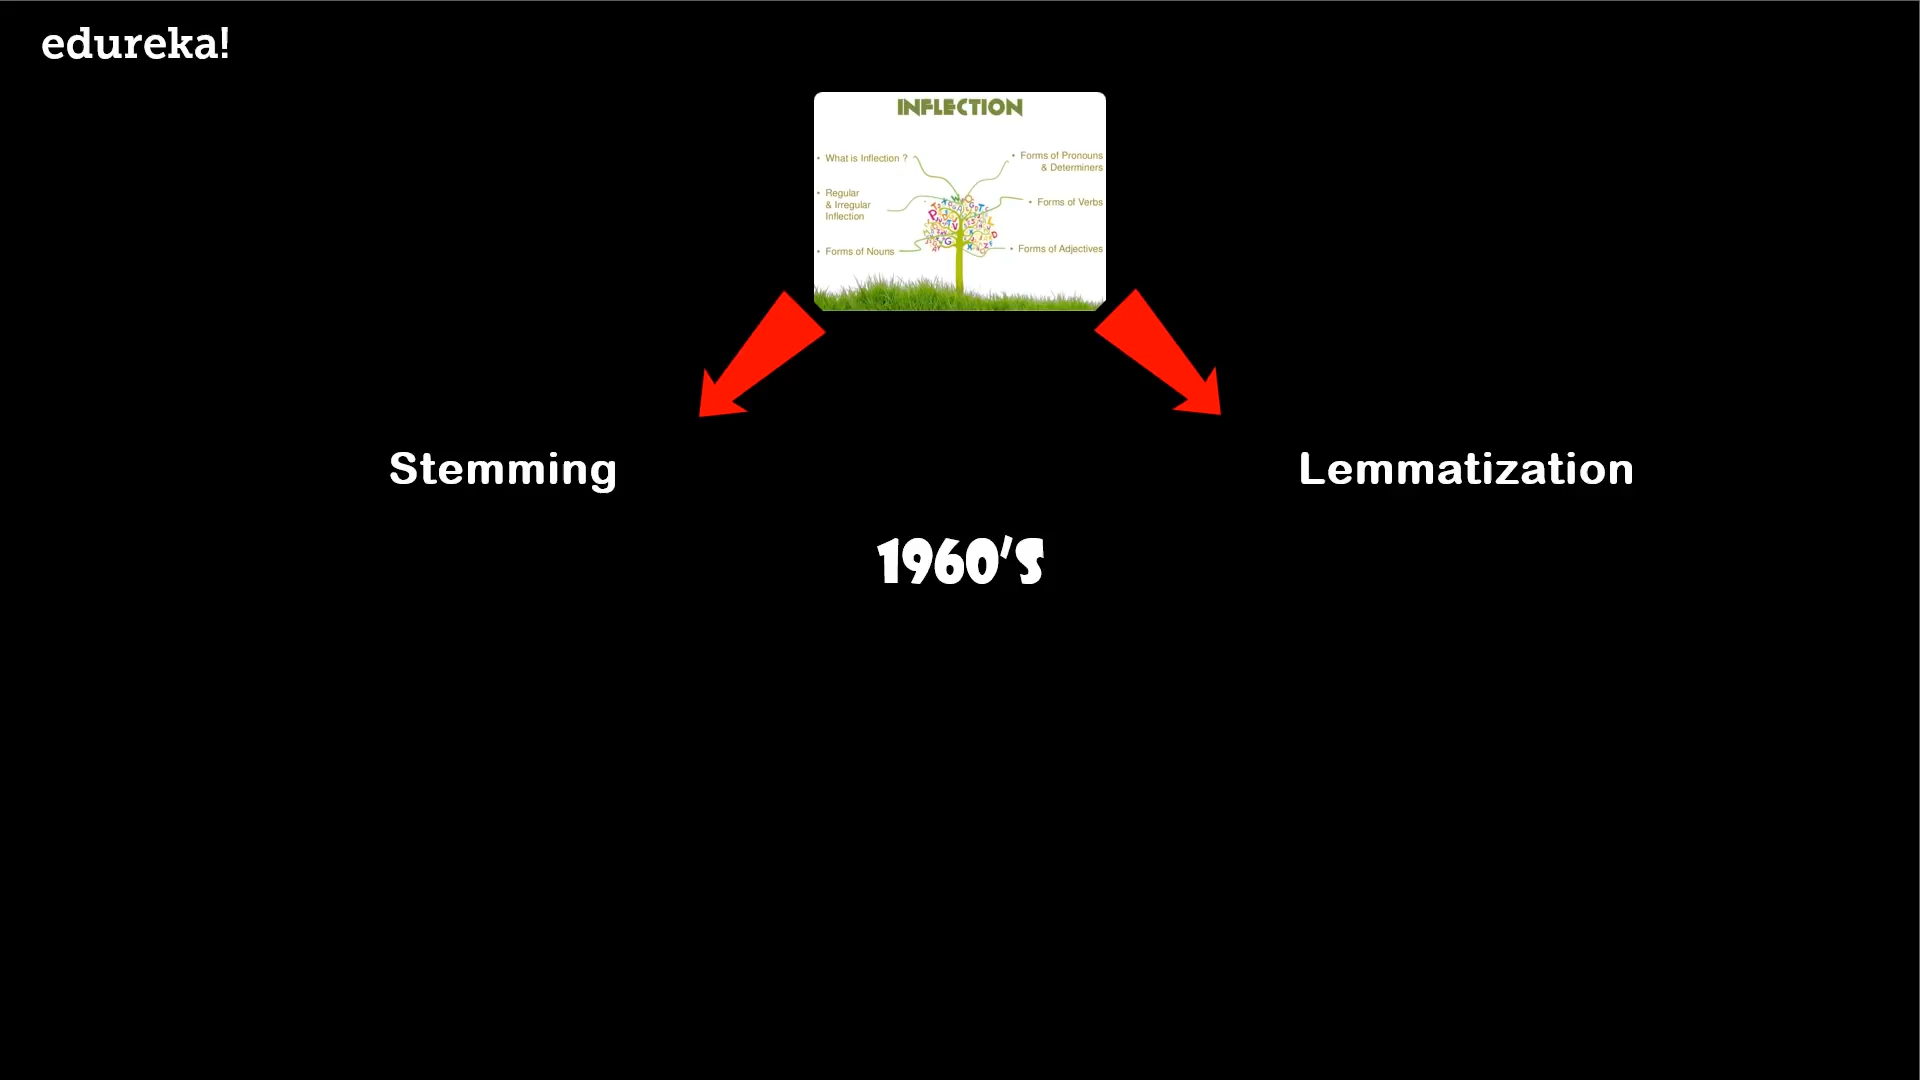 edureka!
INFLECTION
• What is Inflection ?
• Regular
& Irregular
Inflection
• Forms of Nouns
• Forms of Pronouns
& Determiners
• Forms of Verbs
• Forms of Adjectives
Stemming
Lemmatization
1960'S